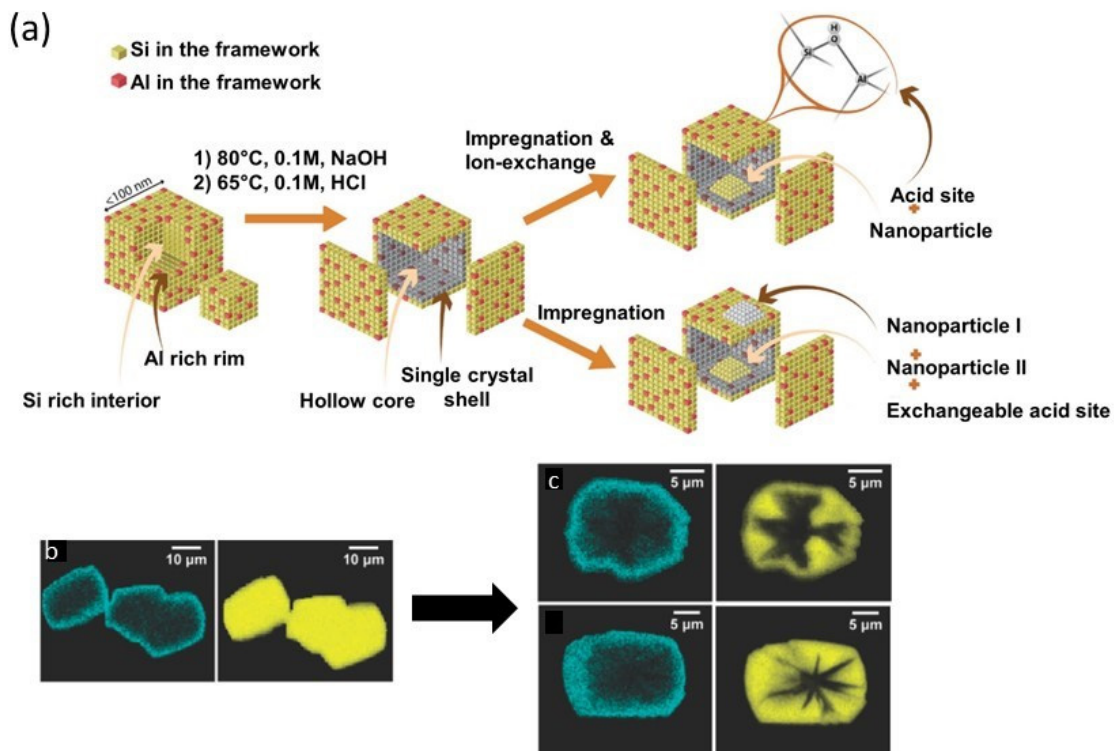 (a)
Si in the framework
Al in the framework
<100 nm
1) 80°C, 0.1M, NaOH
2) 65°C, 0.1M, HCl
Si rich interior
Al rich rim
Hollow core
Single crystal
shell
Impregnation &
Ion-exchange
Impregnation
H
O
Si
Al
Acid site
+
Nanoparticle
Nanoparticle I
+
Nanoparticle II
+
Exchangeable acid site
b
10 µm
10 µm
c
5 µm
5 µm
5 µm
5 µm